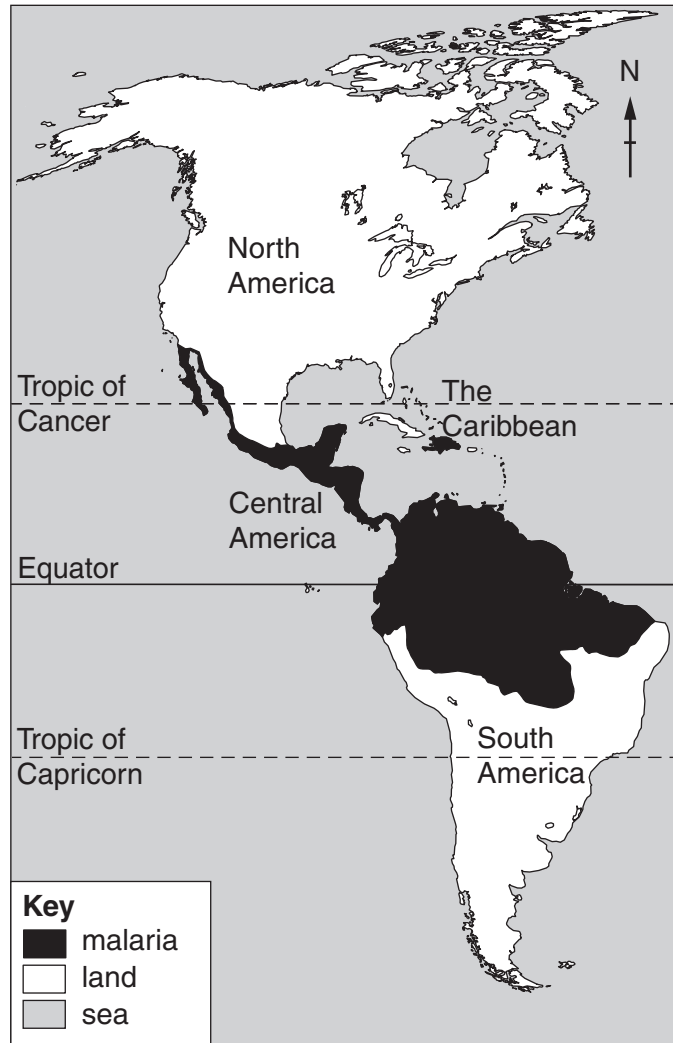 N
North
America
Tropic of
Cancer
The
Caribbean
Central
America
Equator
Tropic of
Capricorn
South
America
Key
malaria
land
sea